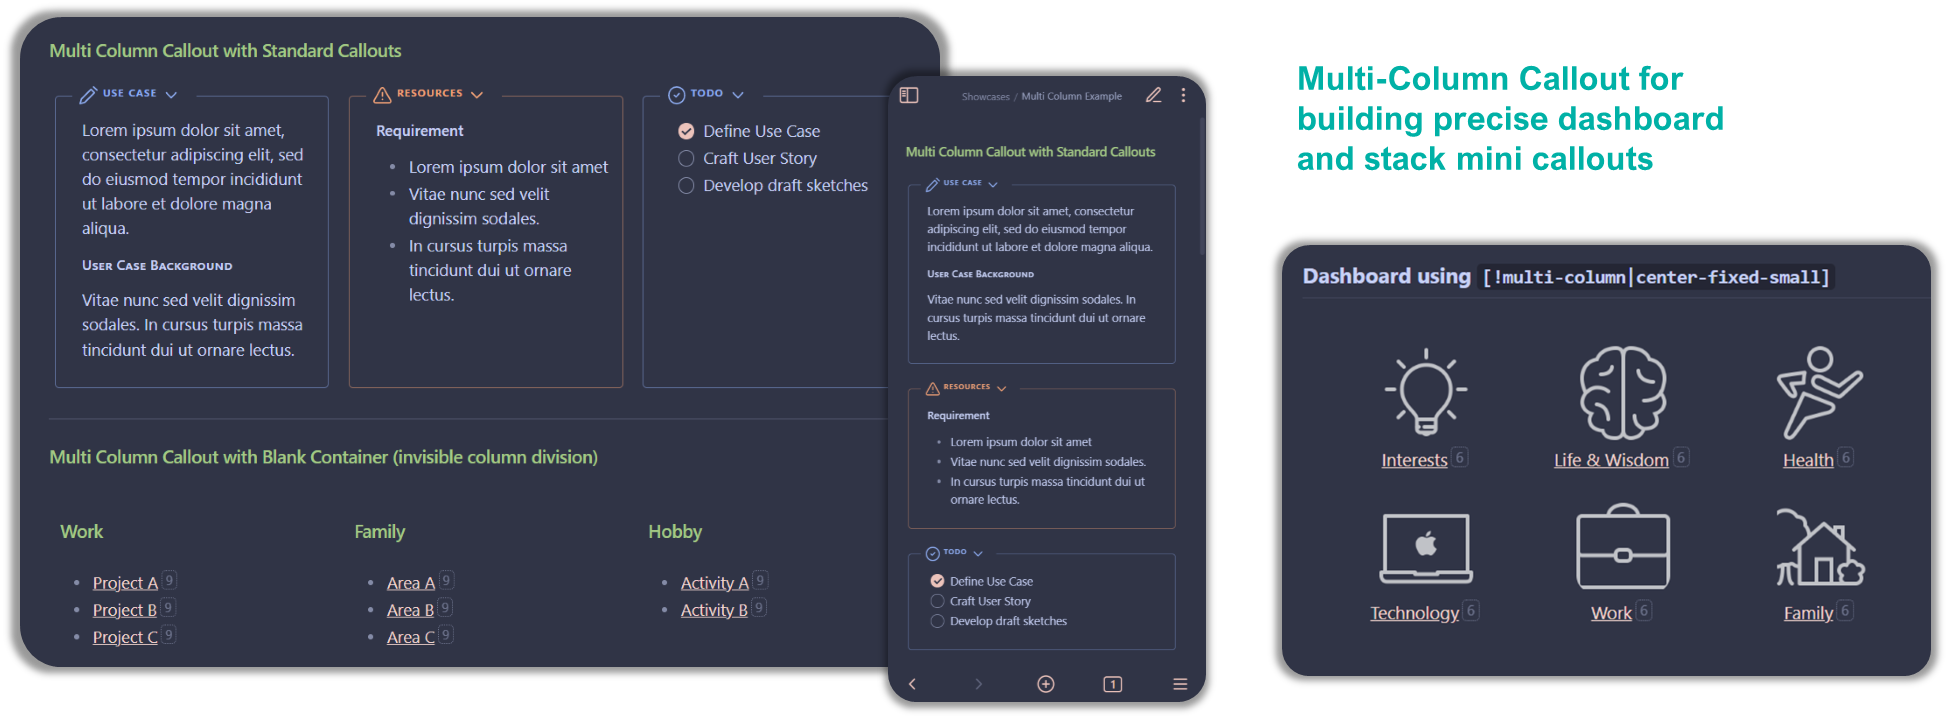 Multi Column Callout with Standard Callouts
USE CASE
Lorem ipsum dolor sit amet,
consectetur adipiscing elit, sed
do eiusmod tempor incididunt
ut labore et dolore magna
aliqua.
User Case Background
Vitae nunc sed velit dignissim
sodales. In cursus turpis massa
tincidunt dui ut ornare lectus.
RESOURCES
Requirement
Lorem ipsum dolor sit amet
Vitae nunc sed velit
dignissim sodales.
In cursus turpis massa
tincidunt dui ut ornare
lectus.
TODO
Define Use Case
Craft User Story
Develop draft sketches
Multi Column Callout with Blank Container (invisible column division)
Work
Project A 9
Project B 9
Project C 9
Family
Area A 9
Area B 9
Area C 9
Hobby
Activity A 9
Activity B 9
Showcases / Multi Column Example
Multi Column Callout with Standard Callouts
USE CASE
Lorem ipsum dolor sit amet, consectetur
adipiscing elit, sed do eiusmod tempor
incididunt ut labore et dolore magna aliqua.
User Case Background
Vitae nunc sed velit dignissim sodales. In
cursus turpis massa tincidunt dui ut ornare
lectus.
RESOURCES
Requirement
Lorem ipsum dolor sit amet
Vitae nunc sed velit dignissim sodales.
In cursus turpis massa tincidunt dui ut
ornare lectus.
TODO
Define Use Case
Craft User Story
Develop draft sketches
1
Multi-Column Callout for
building precise dashboard
and stack mini callouts
Dashboard using [!multi-column|center-fixed-small]
Interests 6
Life & Wisdom 6
Health 6
Technology 6
Work 6
Family 6